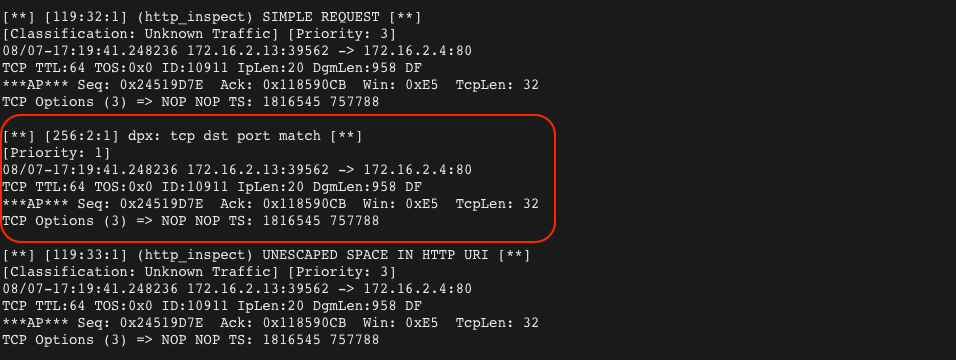 [**] [119:32:1] (http_inspect) SIMPLE REQUEST [**]
[Classification: Unknown Traffic] [Priority: 3]
08/07-17:19:41.248236 172.16.2.13:39562 -> 172.16.2.4:80
TCP TTL:64 TOS:0x0 ID:10911 IpLen:20 DgmLen:958 DF
***AP*** Seq: 0x24519D7E  Ack: 0x118590CB  Win: 0xE5  TcpLen: 32
TCP Options (3) => NOP NOP TS: 1816545 757788
[**] [256:2:1] dpx: tcp dst port match [**]
[Priority: 1]
08/07-17:19:41.248236 172.16.2.13:39562 -> 172.16.2.4:80
TCP TTL:64 TOS:0x0 ID:10911 IpLen:20 DgmLen:958 DF
***AP*** Seq: 0x24519D7E  Ack: 0x118590CB  Win: 0xE5  TcpLen: 32
TCP Options (3) => NOP NOP TS: 1816545 757788
[**] [119:33:1] (http_inspect) UNESCAPED SPACE IN HTTP URI [**]
[Classification: Unknown Traffic] [Priority: 3]
08/07-17:19:41.248236 172.16.2.13:39562 -> 172.16.2.4:80
TCP TTL:64 TOS:0x0 ID:10911 IpLen:20 DgmLen:958 DF
***AP*** Seq: 0x24519D7E  Ack: 0x118590CB  Win: 0xE5  TcpLen: 32
TCP Options (3) => NOP NOP TS: 1816545 757788